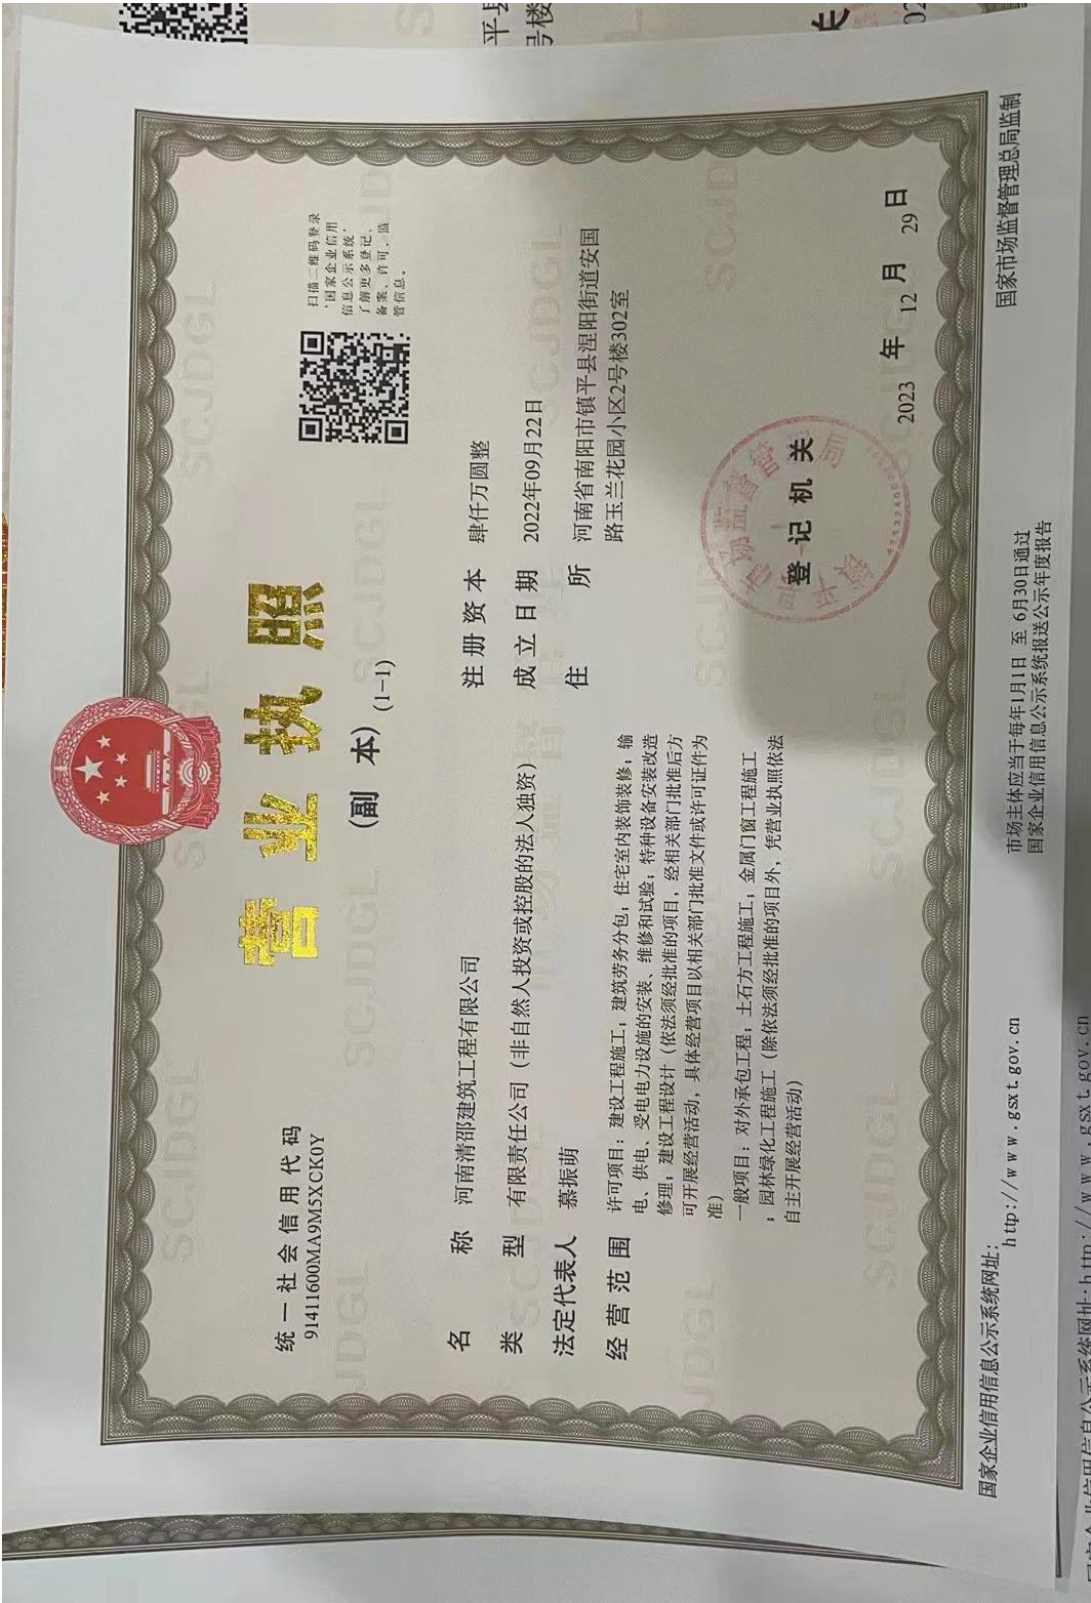 营业执照
(副 本)
(1-1)
统一社会信用代码
91411600MA9M5XCK0Y
扫描二维码登录
“国家企业信用
信息公示系统”
了解更多登记、
备案、许可、监
管信息。
名 称 河南清邵建筑工程有限公司
类 型 有限责任公司（非自然人投资或控股的法人独资）
法定代表人 慕振萌
经营范围 许可项目：建设工程施工；建筑劳务分包；住宅室内装饰装修；输
电、供电、受电电力设施的安装、维修和试验；特种设备安装改造
修理；建设工程设计（依法须经批准的项目，经相关部门批准后方
可开展经营活动，具体经营项目以相关部门批准文件或许可证件为
准）
一般项目：对外承包工程；土石方工程施工；金属门窗工程施工
；园林绿化工程施工（除依法须经批准的项目外，凭营业执照依法
自主开展经营活动）
注册资本 肆仟万圆整
成立日期 2022年09月22日
住 所 河南省南阳市镇平县涅阳街道安国
路玉兰花园小区2号楼302室
登记机关
2023 年 12 月 29 日
国家企业信用信息公示系统网址：
http://www.gsxt.gov.cn
市场主体应当于每年1月1日 至 6月30日通过
国家企业信用信息公示系统报送公示年度报告
国家市场监督管理总局监制